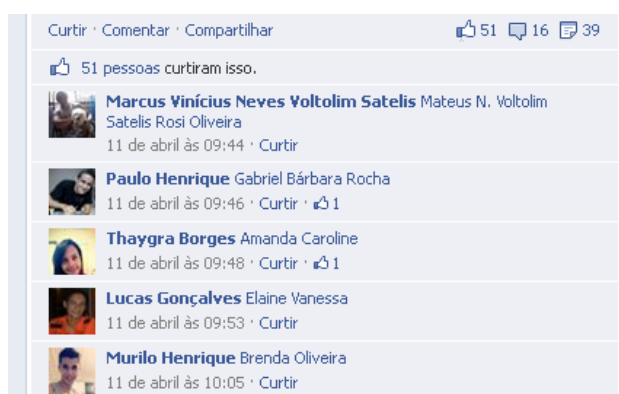 Curtir · Comentar · Compartilhar 51 16 39
51 pessoas curtiram isso.
Marcus Vinícius Neves Voltolim Satelis Mateus N. Voltolim
Satelis Rosi Oliveira
11 de abril às 09:44 · Curtir
Paulo Henrique Gabriel Bárbara Rocha
11 de abril às 09:46 · Curtir · 1
Thaygra Borges Amanda Caroline
11 de abril às 09:48 · Curtir · 1
Lucas Gonçalves Elaine Vanessa
11 de abril às 09:53 · Curtir
Murilo Henrique Brenda Oliveira
11 de abril às 10:05 · Curtir